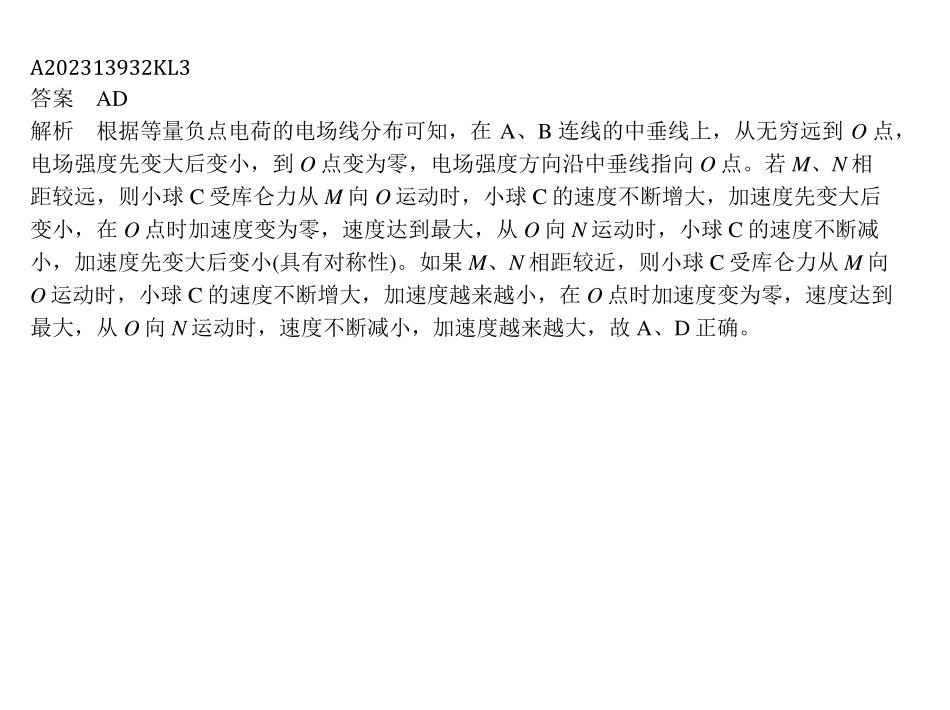 A202313932KL3
答案　AD
解析　根据等量负点电荷的电场线分布可知，在 A、B 连线的中垂线上，从无穷远到 O 点，
电场强度先变大后变小，到 O 点变为零，电场强度方向沿中垂线指向 O 点。若 M、N 相
距较远，则小球 C 受库仑力从 M 向 O 运动时，小球 C 的速度不断增大，加速度先变大后
变小，在 O 点时加速度变为零，速度达到最大，从 O 向 N 运动时，小球 C 的速度不断减
小，加速度先变大后变小(具有对称性)。如果 M、N 相距较近，则小球 C 受库仑力从 M 向
O 运动时，小球 C 的速度不断增大，加速度越来越小，在 O 点时加速度变为零，速度达到
最大，从 O 向 N 运动时，速度不断减小，加速度越来越大，故 A、D 正确。